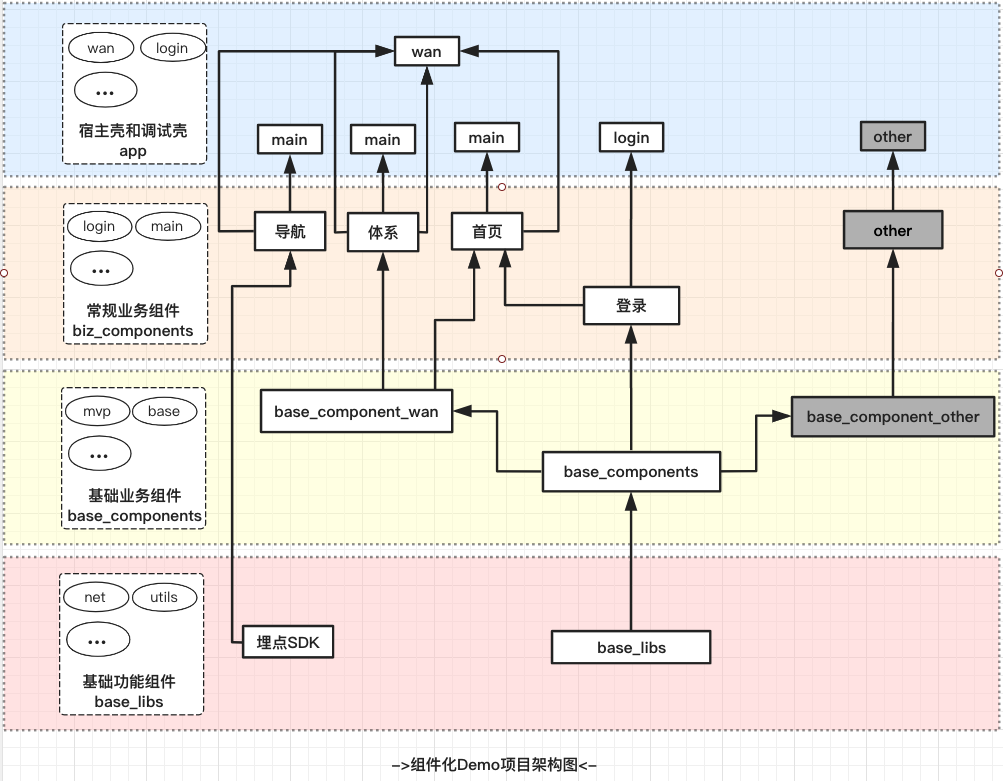 wan
login
...
宿主壳和调试壳
app
wan
main
main
main
login
other
login
main
...
常规业务组件
biz_components
导航
体系
首页
other
登录
mvp
base
...
基础业务组件
base_components
base_component_wan
base_component_other
base_components
net
utils
...
基础功能组件
base_libs
埋点SDK
base_libs
–>组件化Demo项目架构图<–